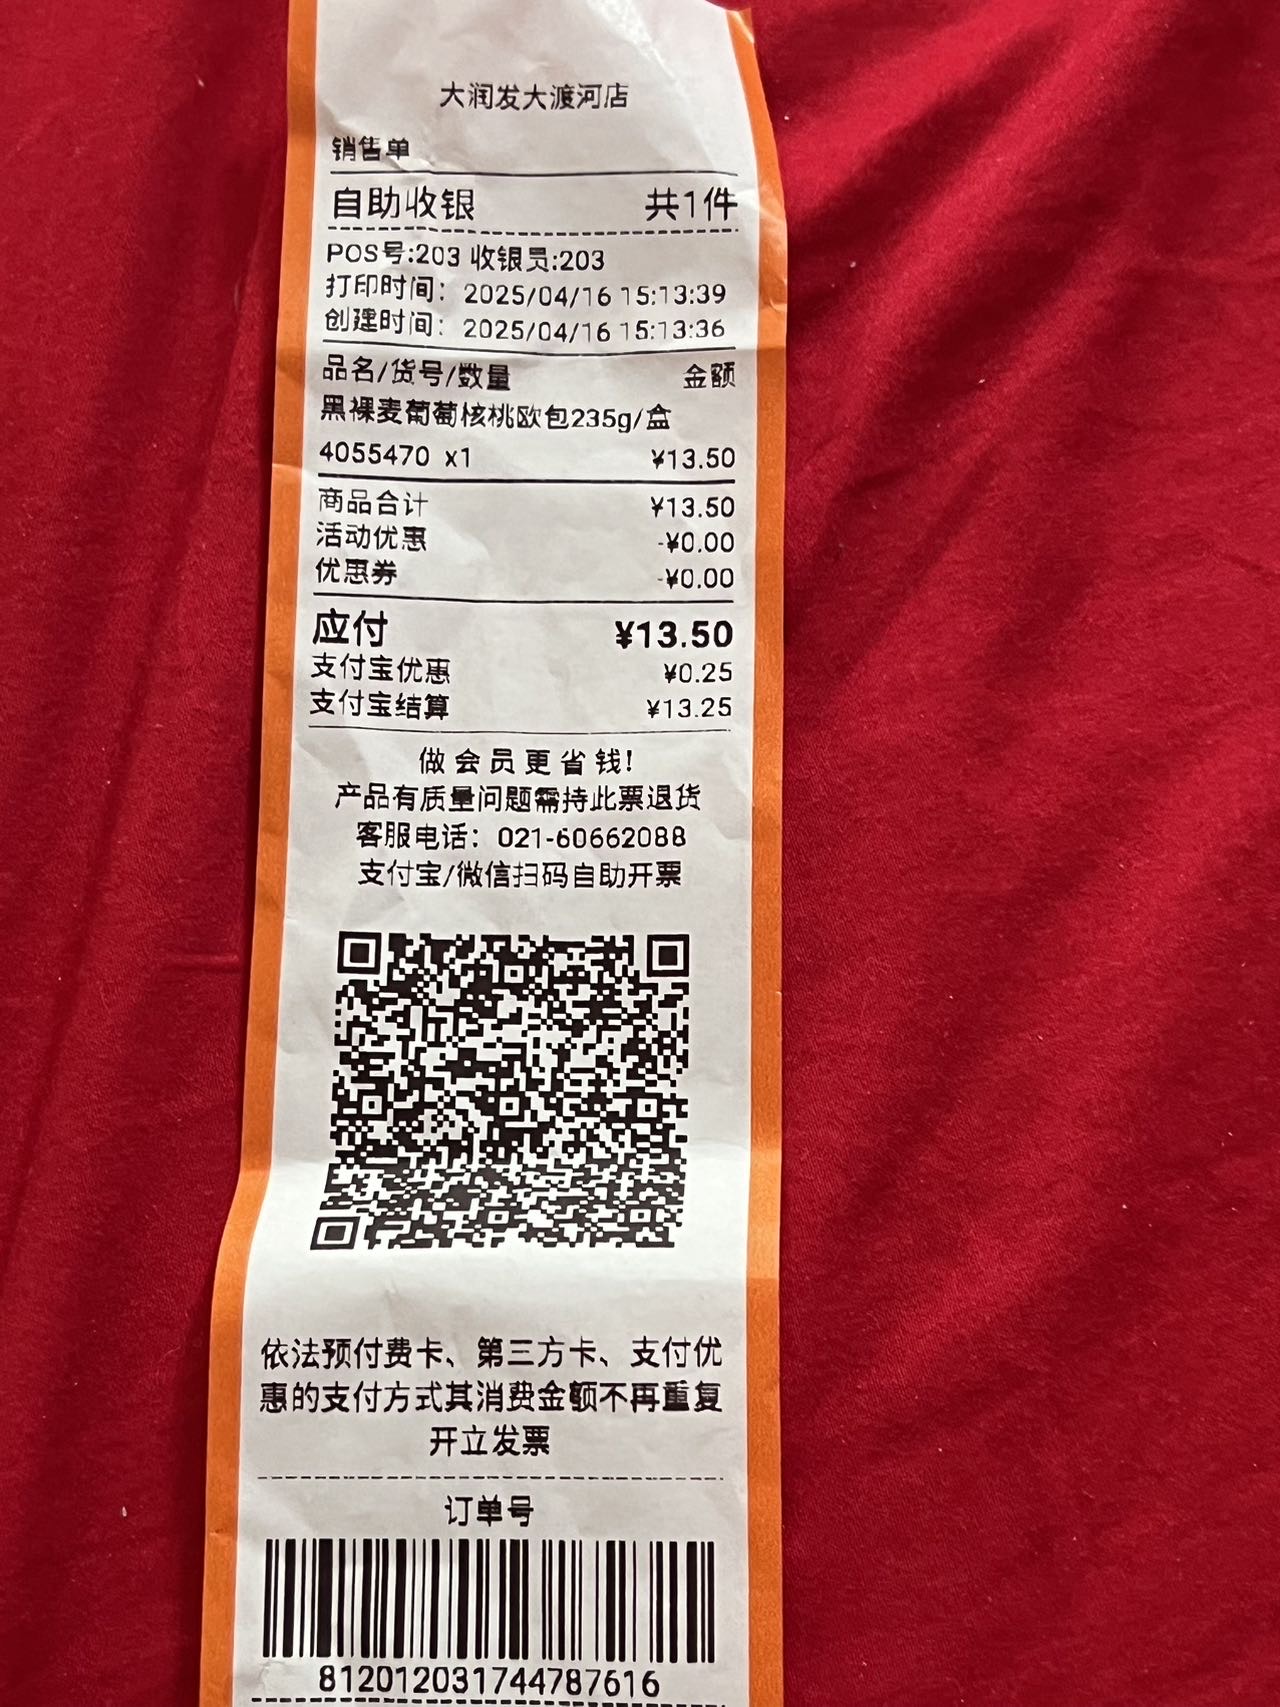 大润发大渡河店
销售单
自助收银 共1件
POS号:203 收银员:203
打印时间: 2025/04/16 15:13:39
创建时间: 2025/04/16 15:13:36
品名/货号/数量 金额
黑裸麦葡萄核桃欧包235g/盒
4055470 x1 ¥13.50
商品合计 ¥13.50
活动优惠 -¥0.00
优惠券 -¥0.00
应付 ¥13.50
支付宝优惠 ¥0.25
支付宝结算 ¥13.25
做会员更省钱!
产品有质量问题需持此票退货
客服电话: 021-60662088
支付宝/微信扫码自助开票
依法预付费卡、第三方卡、支付优
惠的支付方式其消费金额不再重复
开立发票
订单号
812012031744787616